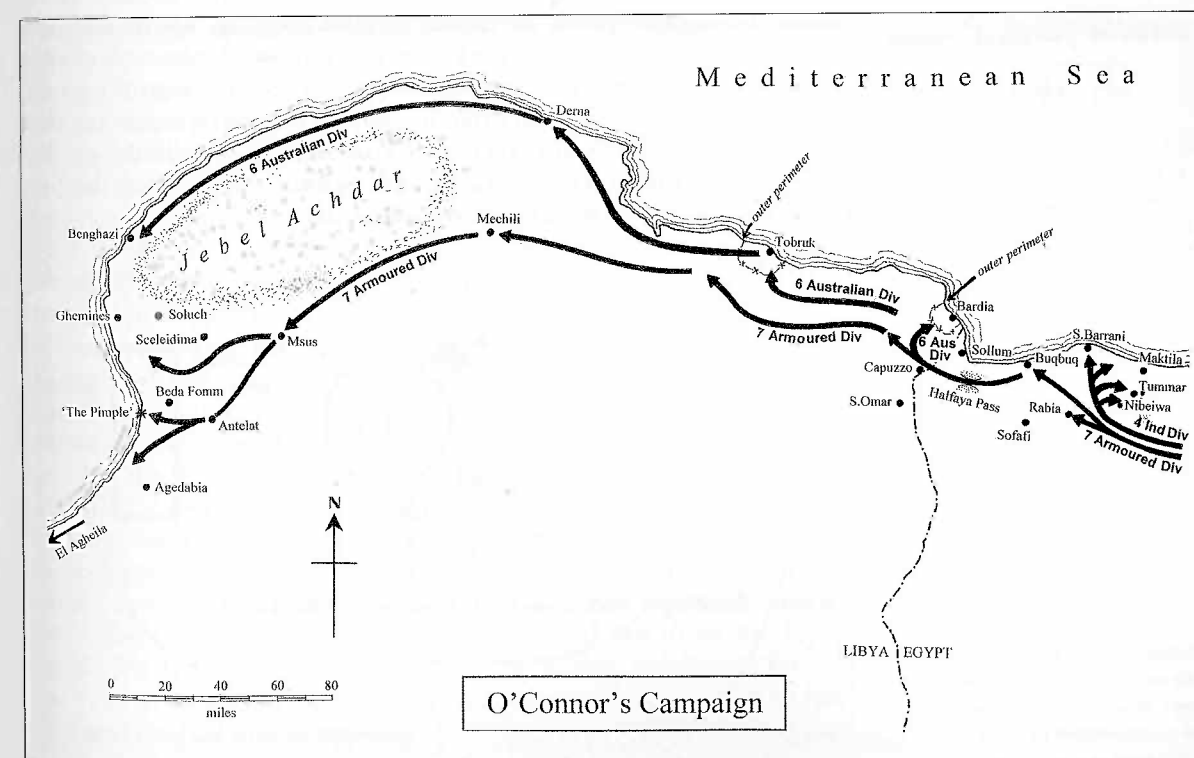 Mediterranean Sea
Derna
6 Australian Div
Jebel Achdar
outer perimeter
Mechili
Benghazi
Tobruk
outer perimeter
7 Armoured Div
6 Australian Div
Bardia
Ghemines
Soluch
Sceleidima
Msus
7 Armoured Div
6 Aus
Div
Sollum
S.Barrani
Buqbuq
Maktila
Capuzzo
Tummar
Beda Fomm
Halfaya Pass
'The Pimple'
S.Omar
Rabia
Nibeiwa
Antelat
Sofafi
4 Ind Div
7 Armoured Div
Agedabia
N
El Agheila
LIBYA EGYPT
0 20 40 60 80
miles
O'Connor's Campaign